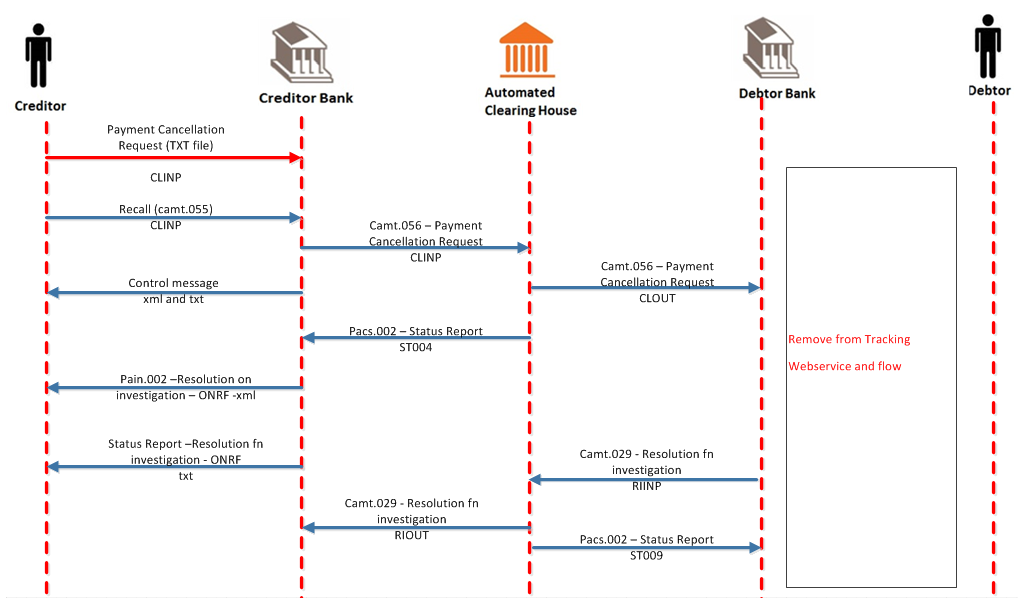 Creditor
Creditor Bank
Automated
Clearing House
Debtor Bank
Debtor
Payment Cancellation
Request (TXT file)
CLINP
Recall (camt.055)
CLINP
Camt.056 – Payment
Cancellation Request
CLINP
Camt.056 – Payment
Cancellation Request
CLOUT
Control message
xml and txt
Pacs.002 – Status Report
ST004
Remove from Tracking
Webservice and flow
Pain.002 –Resolution on
investigation – ONRF -xml
Status Report –Resolution fn
investigation - ONRF
txt
Camt.029 - Resolution fn
investigation
RIINP
Camt.029 - Resolution fn
investigation
RIOUT
Pacs.002 – Status Report
ST009